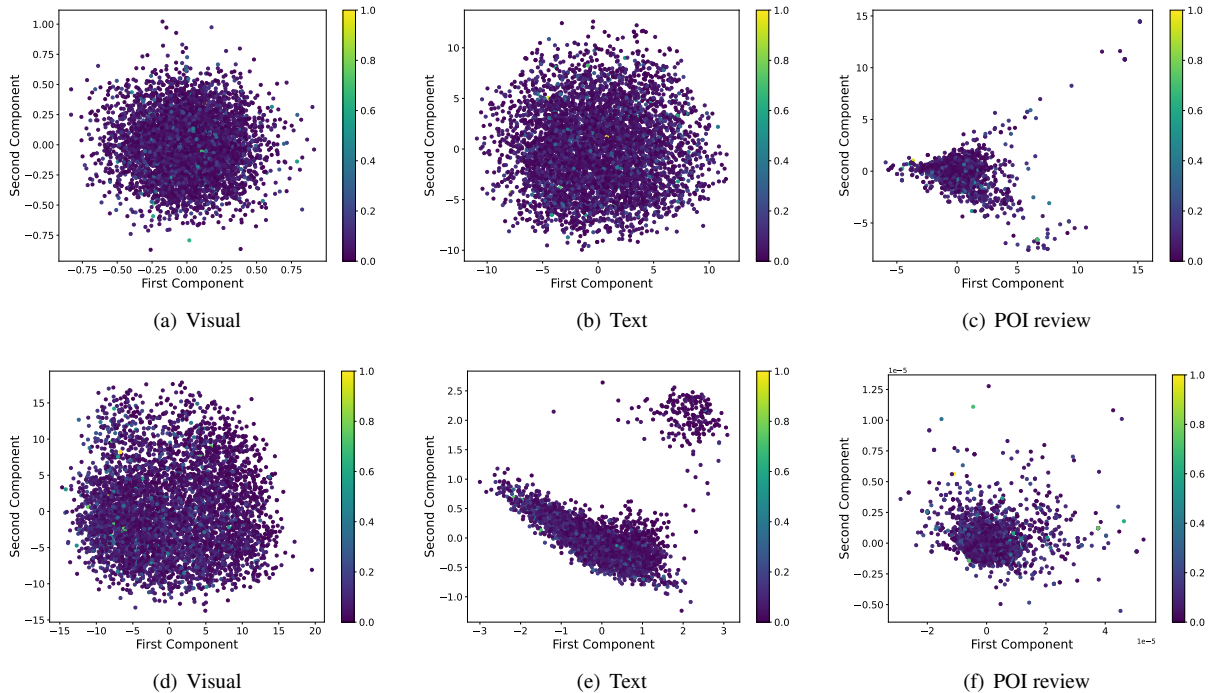 1.00
0.75
0.50
0.25
0.00
−0.25
−0.50
−0.75
Second Component
−0.75 −0.50 −0.25 0.00 0.25 0.50 0.75
First Component
1.0
0.8
0.6
0.4
0.2
0.0
(a) Visual
10
5
0
−5
−10
Second Component
−10 −5 0 5 10
First Component
1.0
0.8
0.6
0.4
0.2
0.0
(b) Text
15
10
5
0
−5
Second Component
−5 0 5 10 15
First Component
1.0
0.8
0.6
0.4
0.2
0.0
(c) POI review
15
10
5
0
−5
−10
−15
Second Component
−15 −10 −5 0 5 10 15 20
First Component
1.0
0.8
0.6
0.4
0.2
0.0
(d) Visual
2.5
2.0
1.5
1.0
0.5
0.0
−0.5
−1.0
Second Component
−3 −2 −1 0 1 2 3
First Component
1.0
0.8
0.6
0.4
0.2
0.0
(e) Text
1e−5
1.25
1.00
0.75
0.50
0.25
0.00
−0.25
−0.50
Second Component
−2 0 2 4
1e−5
First Component
1.0
0.8
0.6
0.4
0.2
0.0
(f) POI review